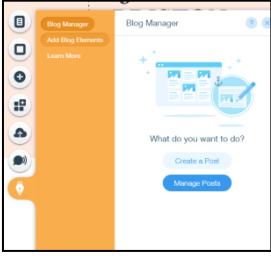 Blog Manager
Add Blog Elements
Learn More
Blog Manager
?
x
What do you want to do?
Create a Post
Manage Posts